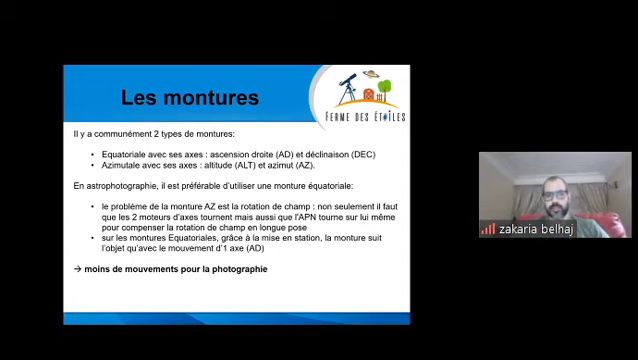 Les montures
FERME DES ÉTOILES
Il y a communément 2 types de montures:
• Equatoriale avec ses axes : ascension droite (AD) et déclinaison (DEC)
• Azimutale avec ses axes : altitude (ALT) et azimut (AZ).
En astrophotographie, il est préférable d'utiliser une monture équatoriale:
• le problème de la monture AZ est la rotation de champ : non seulement il faut
que les 2 moteurs d'axes tournent mais aussi que l'APN tourne sur lui même
pour compenser la rotation de champ en longue pose
• sur les montures Equatoriales, grâce à la mise en station, la monture suit
l'objet qu'avec le mouvement d'1 axe (AD)
→ moins de mouvements pour la photographie
zakaria belhaj